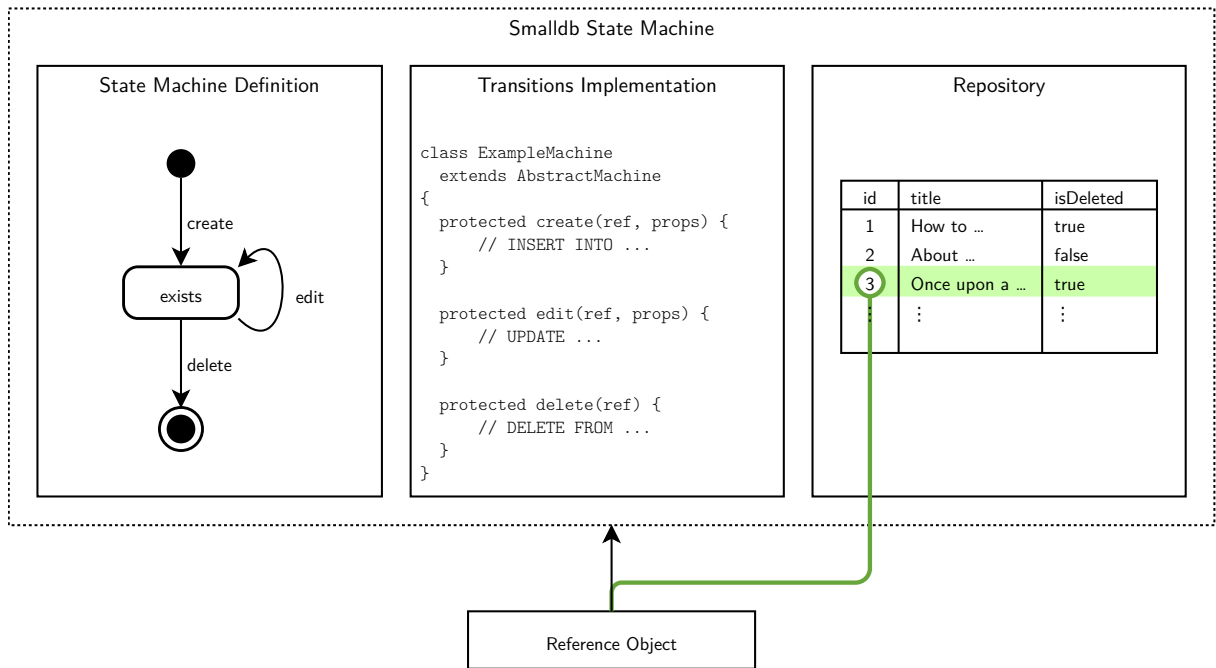 Smalldb State Machine
State Machine Definition
create
exists
edit
delete
Transitions Implementation
class ExampleMachine
  extends AbstractMachine
{
  protected create(ref, props) {
      // INSERT INTO ...
  }
  protected edit(ref, props) {
      // UPDATE ...
  }
  protected delete(ref) {
      // DELETE FROM ...
  }
}
Repository
id title isDeleted
1 How to … true
2 About … false
3 Once upon a … true
⋮ ⋮ ⋮
Reference Object